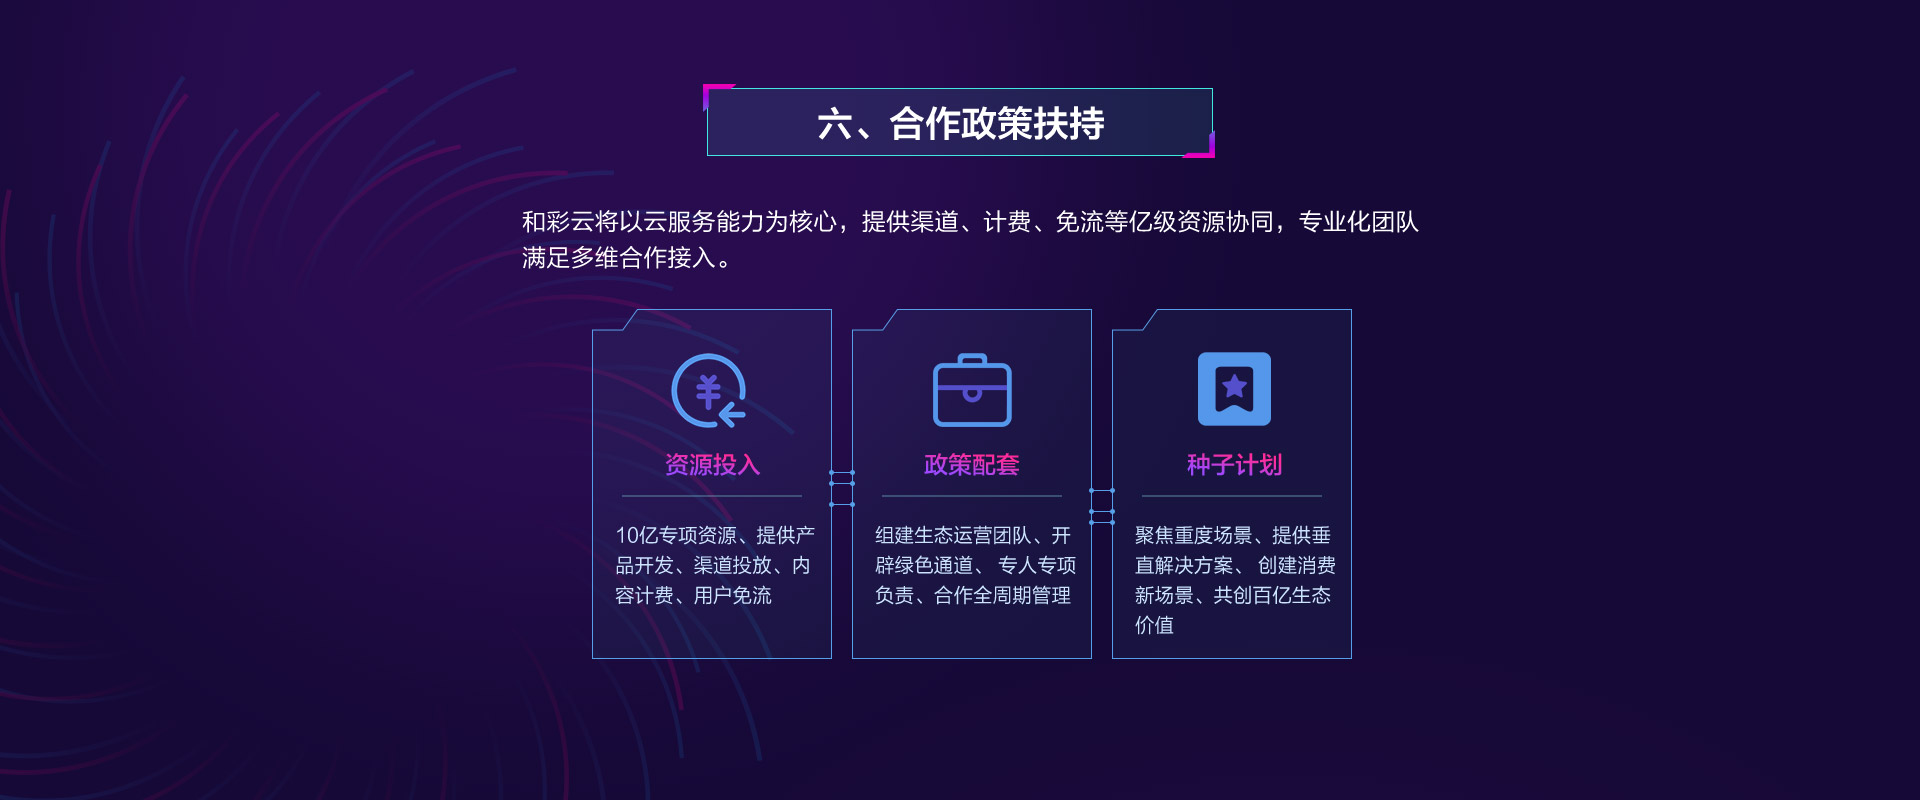 六、合作政策扶持
和彩云将以云服务能力为核心，提供渠道、计费、免流等亿级资源协同，专业化团队
满足多维合作接入。
资源投入
10亿专项资源、提供产
品开发、渠道投放、内
容计费、用户免流
政策配套
组建生态运营团队、开
辟绿色通道、 专人专项
负责、合作全周期管理
种子计划
聚焦重度场景、提供垂
直解决方案、 创建消费
新场景、共创百亿生态
价值